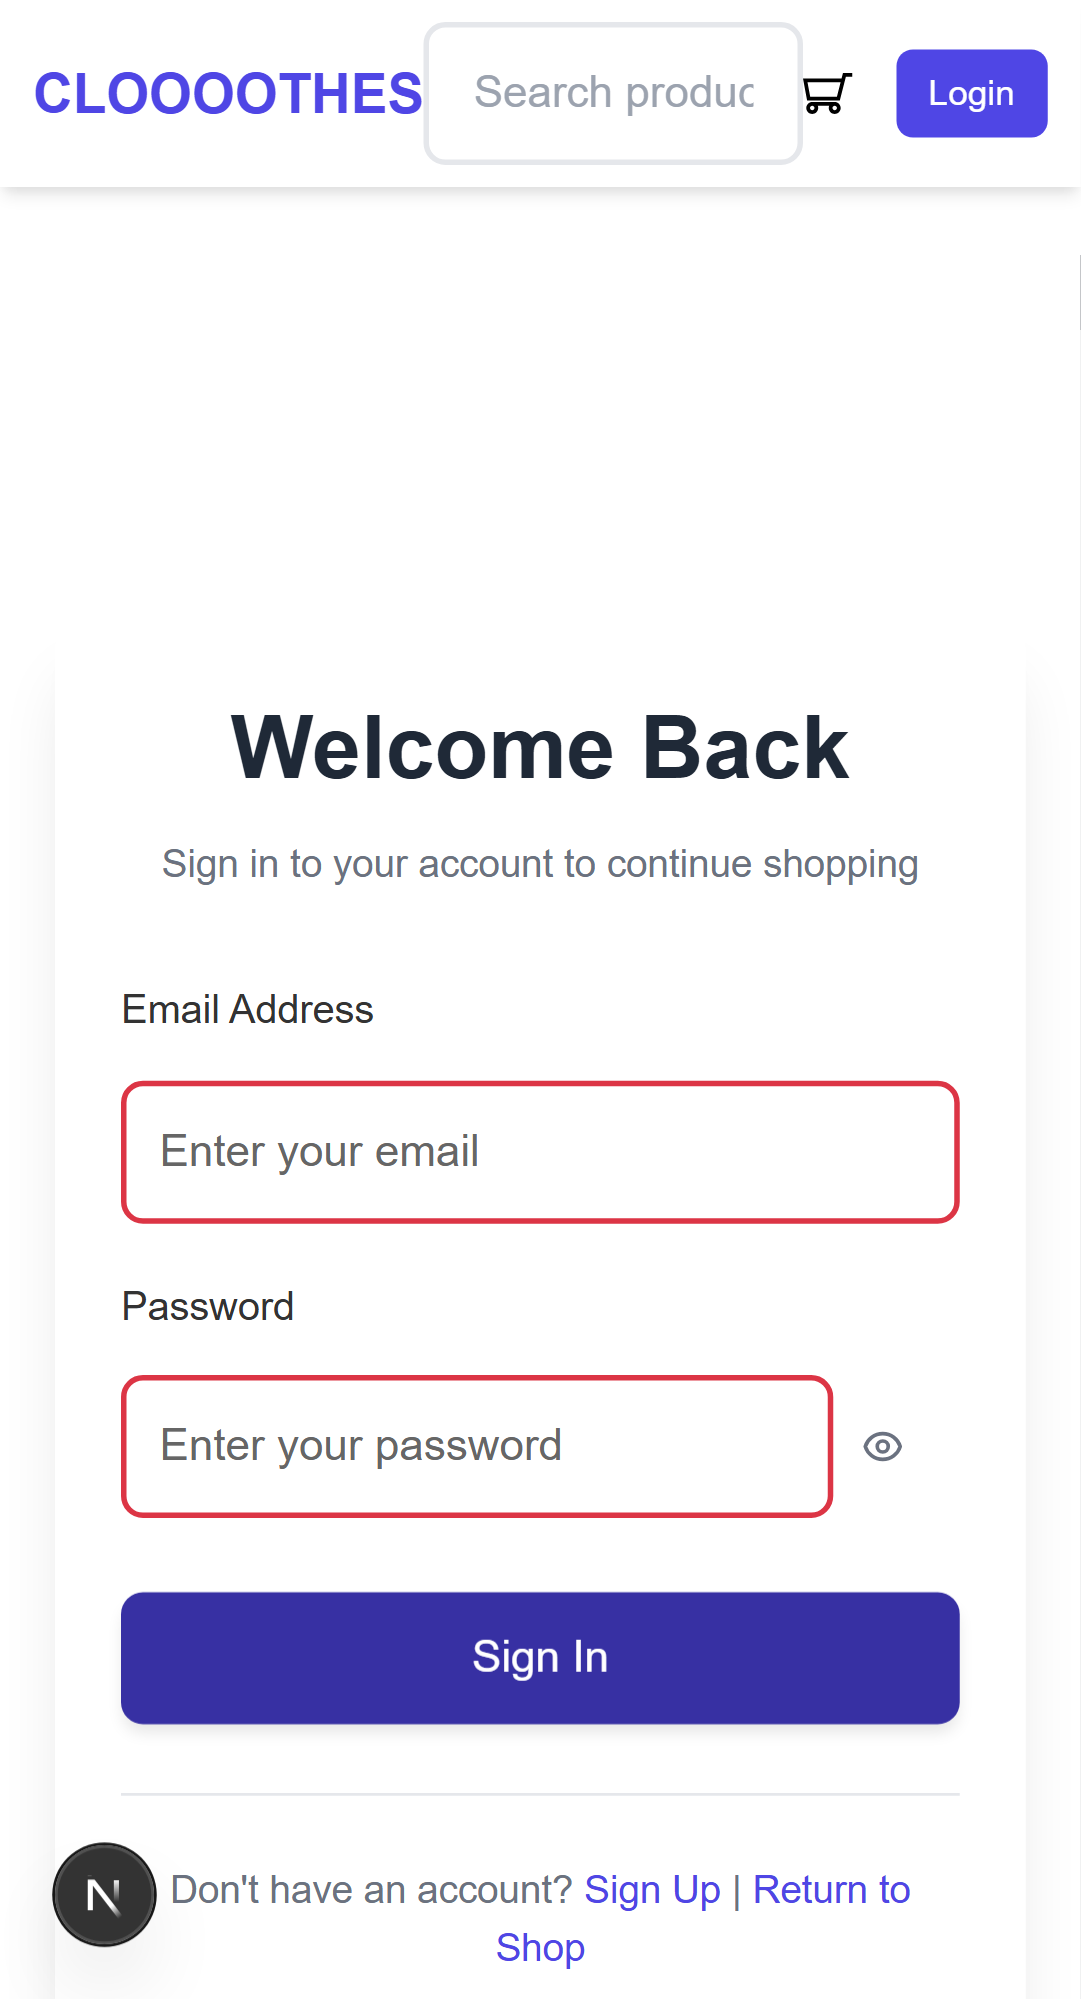 CLOOOOTHES
Search produc
Login
Welcome Back
Sign in to your account to continue shopping
Email Address
Enter your email
Password
Enter your password
Sign In
N
Don't have an account? Sign Up | Return to
Shop